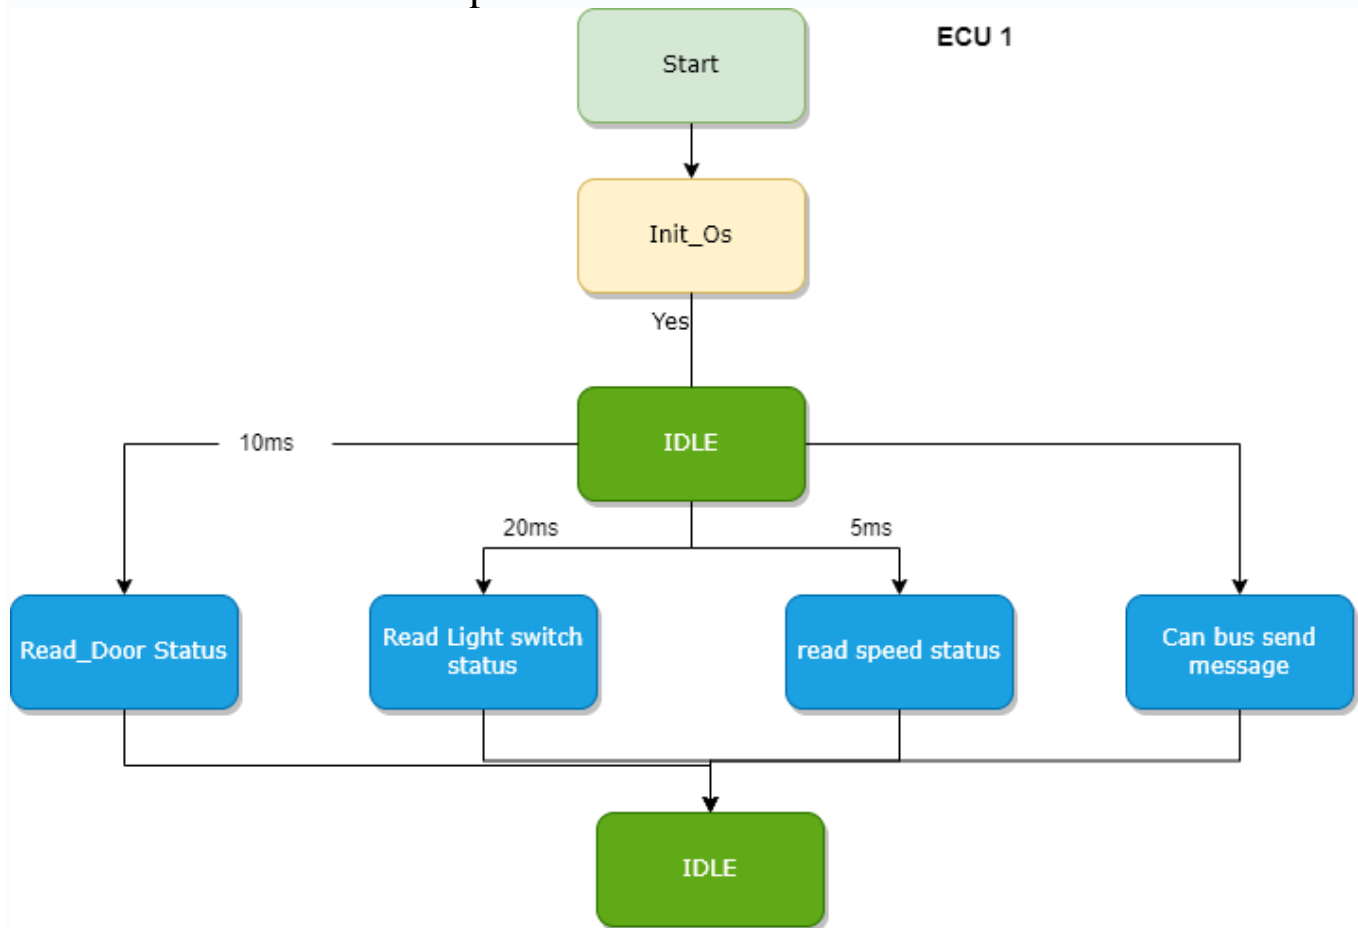 ECU 1
Start
Init_Os
Yes
IDLE
10ms
20ms
5ms
Read_Door Status
Read Light switch
status
read speed status
Can bus send
message
IDLE